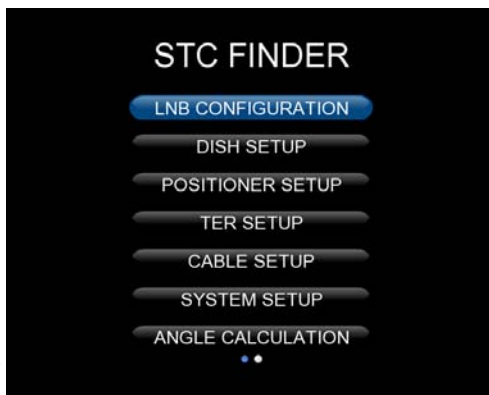 STC FINDER
LNB CONFIGURATION
DISH SETUP
POSITIONER SETUP
TER SETUP
CABLE SETUP
SYSTEM SETUP
ANGLE CALCULATION